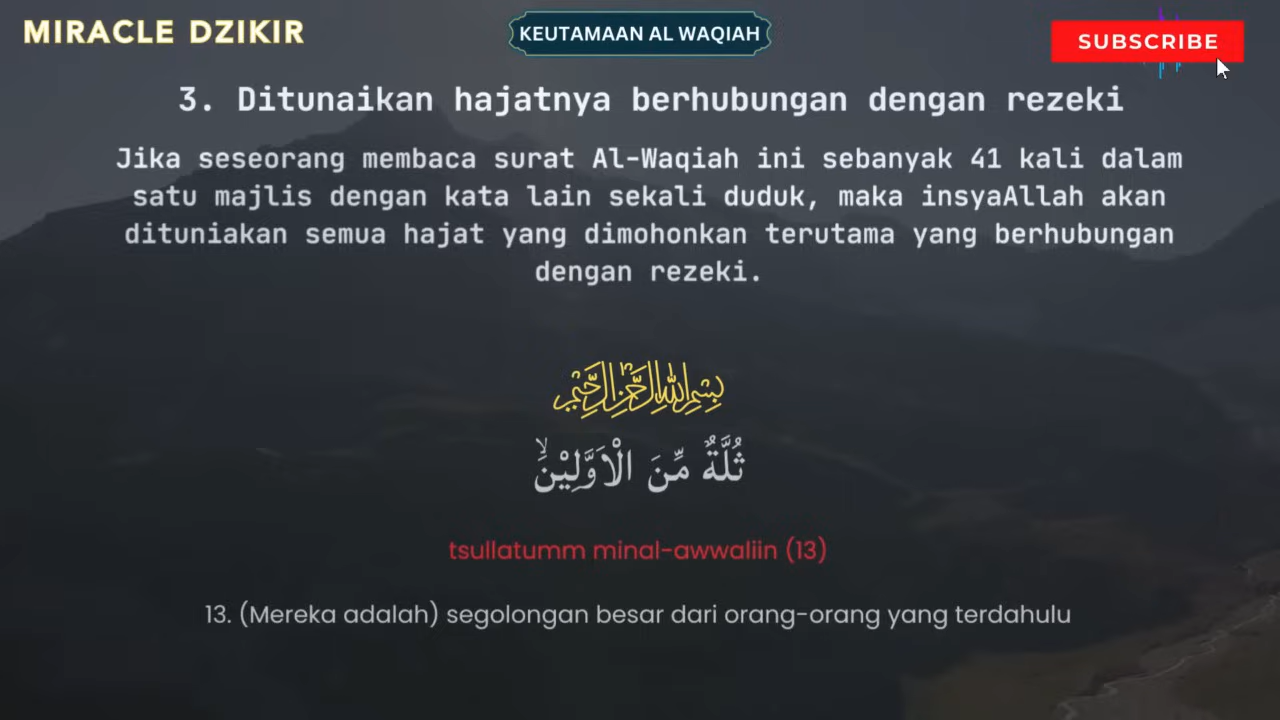 MIRACLE DZIKIR
KEUTAMAAN AL WAQIAH
SUBSCRIBE
3. Ditunaikan hajatnya berhubungan dengan rezeki
Jika seseorang membaca surat Al-Waqiah ini sebanyak 41 kali dalam
satu majlis dengan kata lain sekali duduk, maka insyaAllah akan
dituniakan semua hajat yang dimohonkan terutama yang berhubungan
dengan rezeki.
بِسْمِ اللهِ الرَّحْمٰنِ الرَّحِيْمِ
ثُلَّةٌ مِّنَ الْاَوَّلِيْنَۙ
tsullatumm minal-awwaliin (13)
13. (Mereka adalah) segolongan besar dari orang-orang yang terdahulu